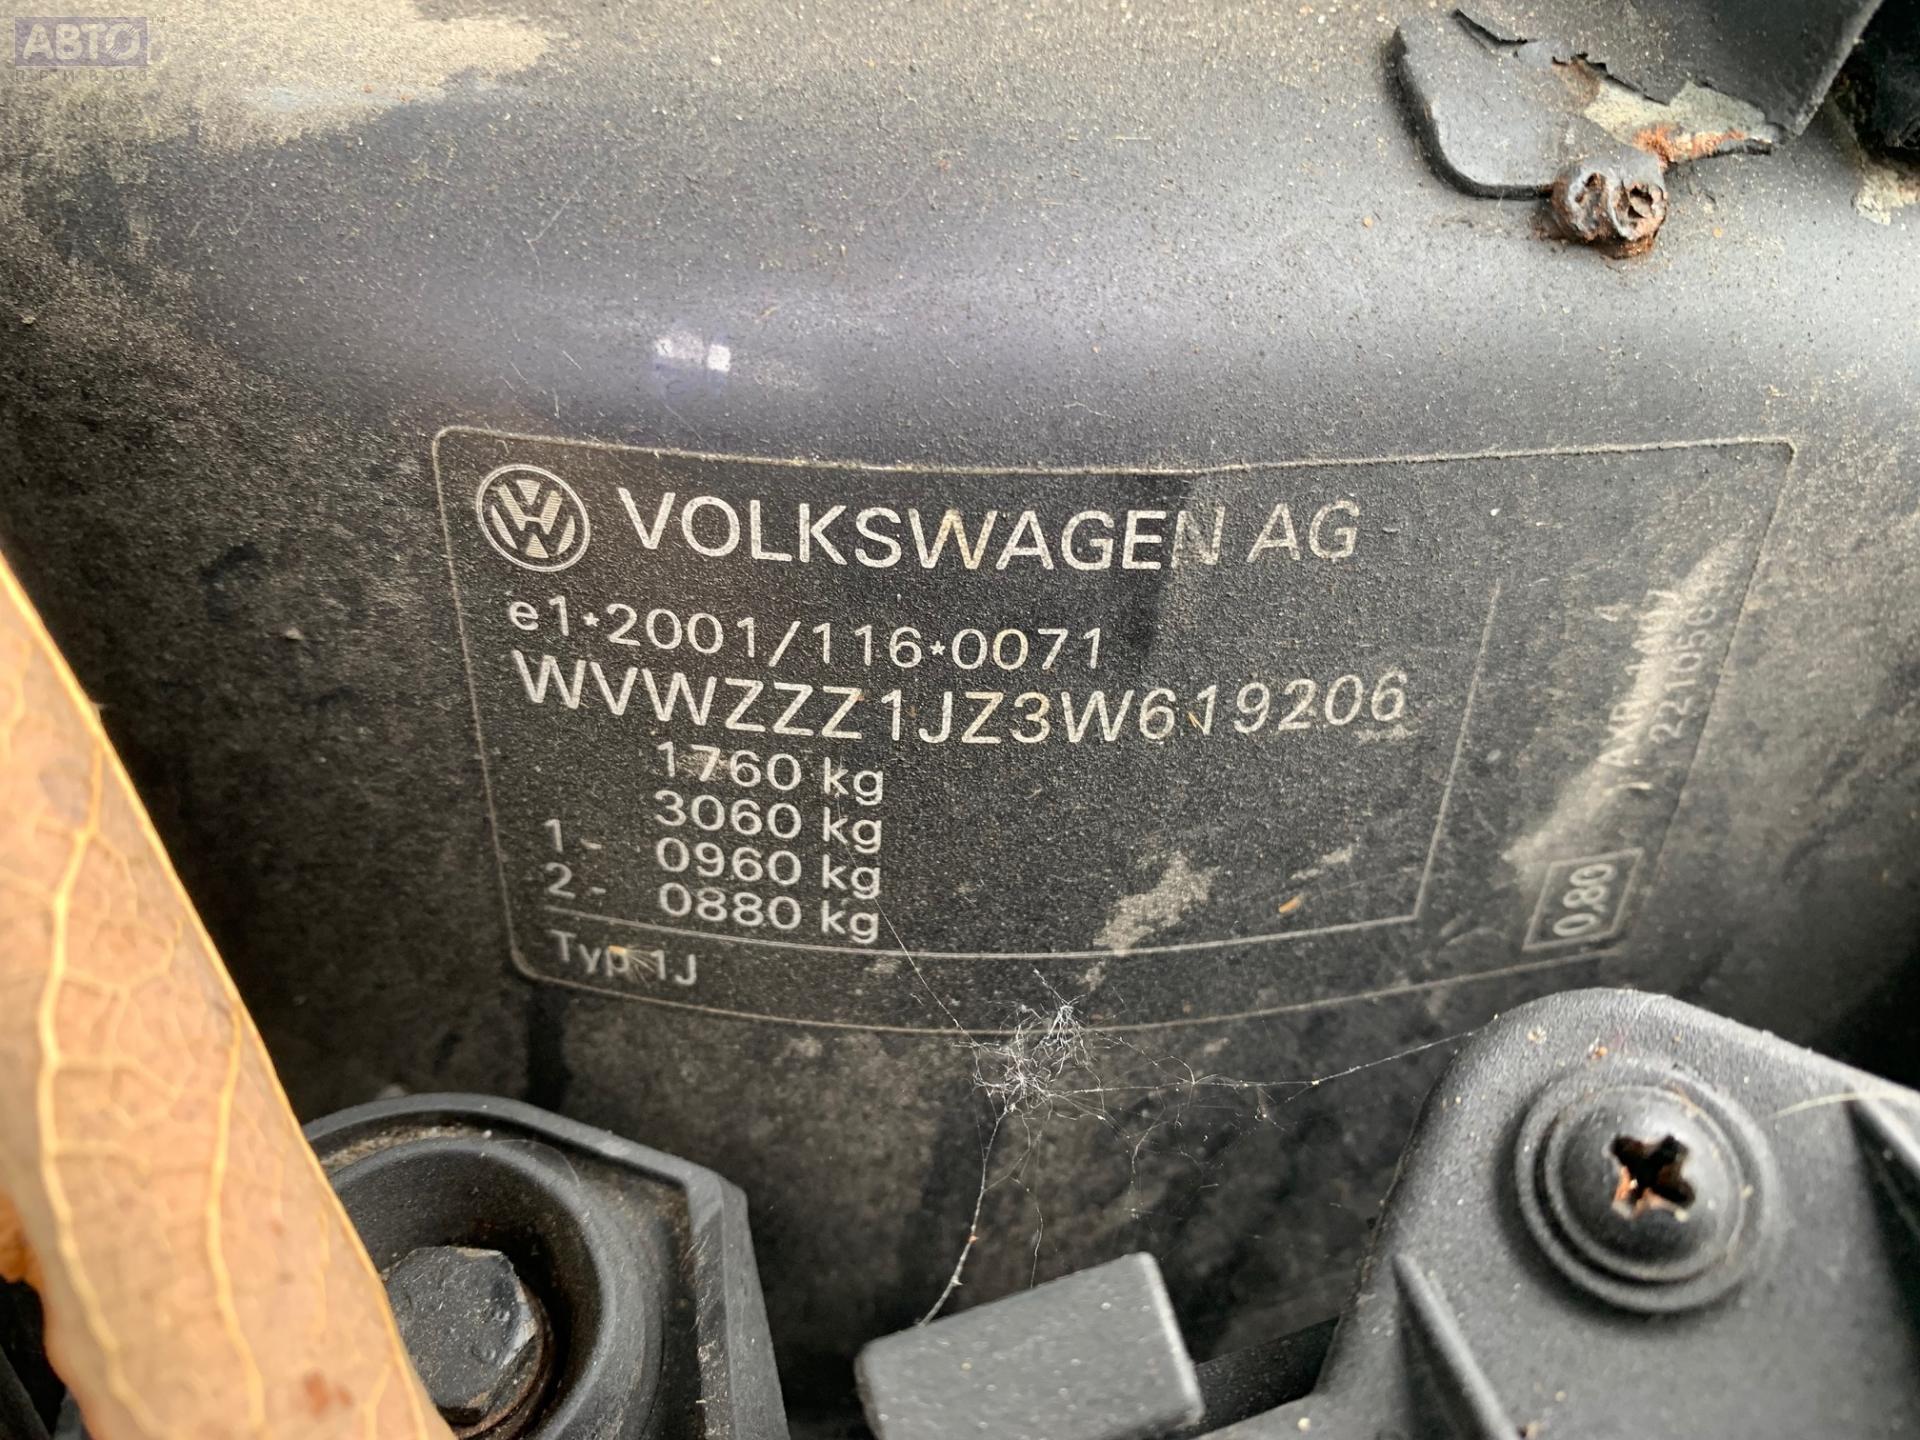 АВТО
ПРИВОЗ
VOLKSWAGEN AG
e1*2001/116*0071
WVWZZZ1JZ3W619206
1760 kg
3060 kg
1- 0960 kg
2- 0880 kg
Typ 1J
0,80